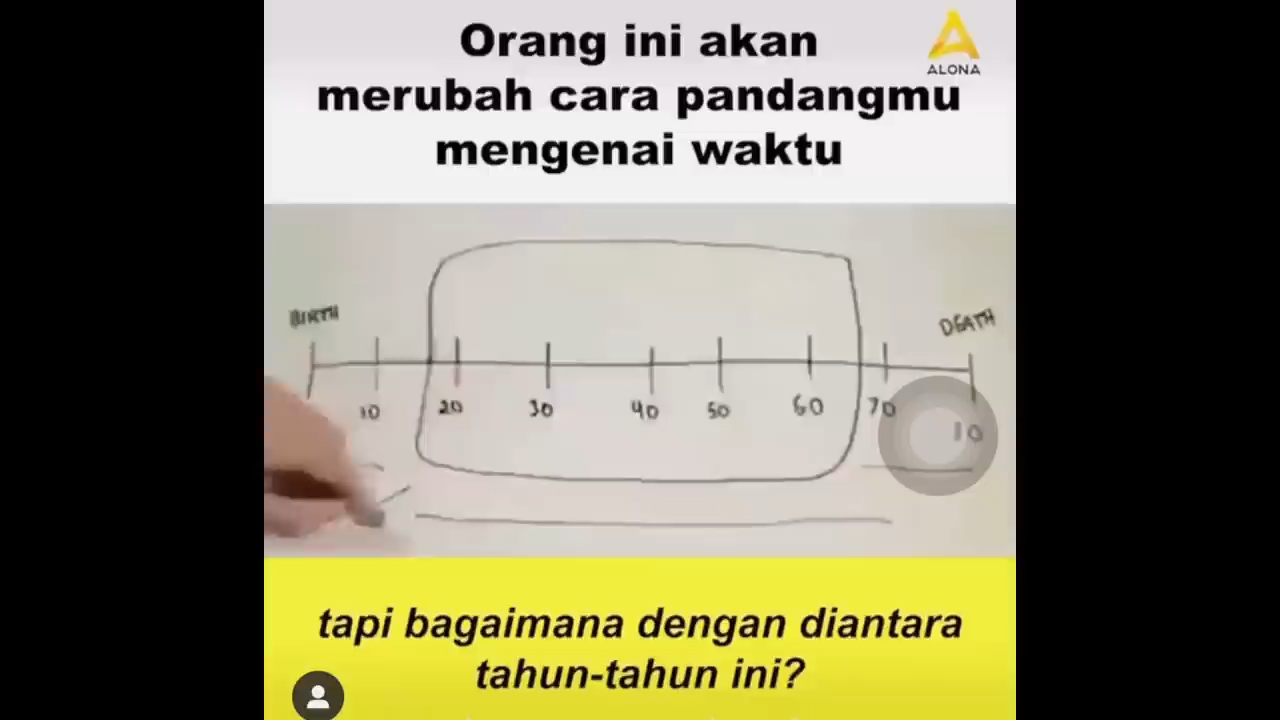 Orang ini akan
merubah cara pandangmu
mengenai waktu
ALONA
BIRTH
DEATH
10 20 30 40 50 60 70
10
tapi bagaimana dengan diantara
tahun-tahun ini?